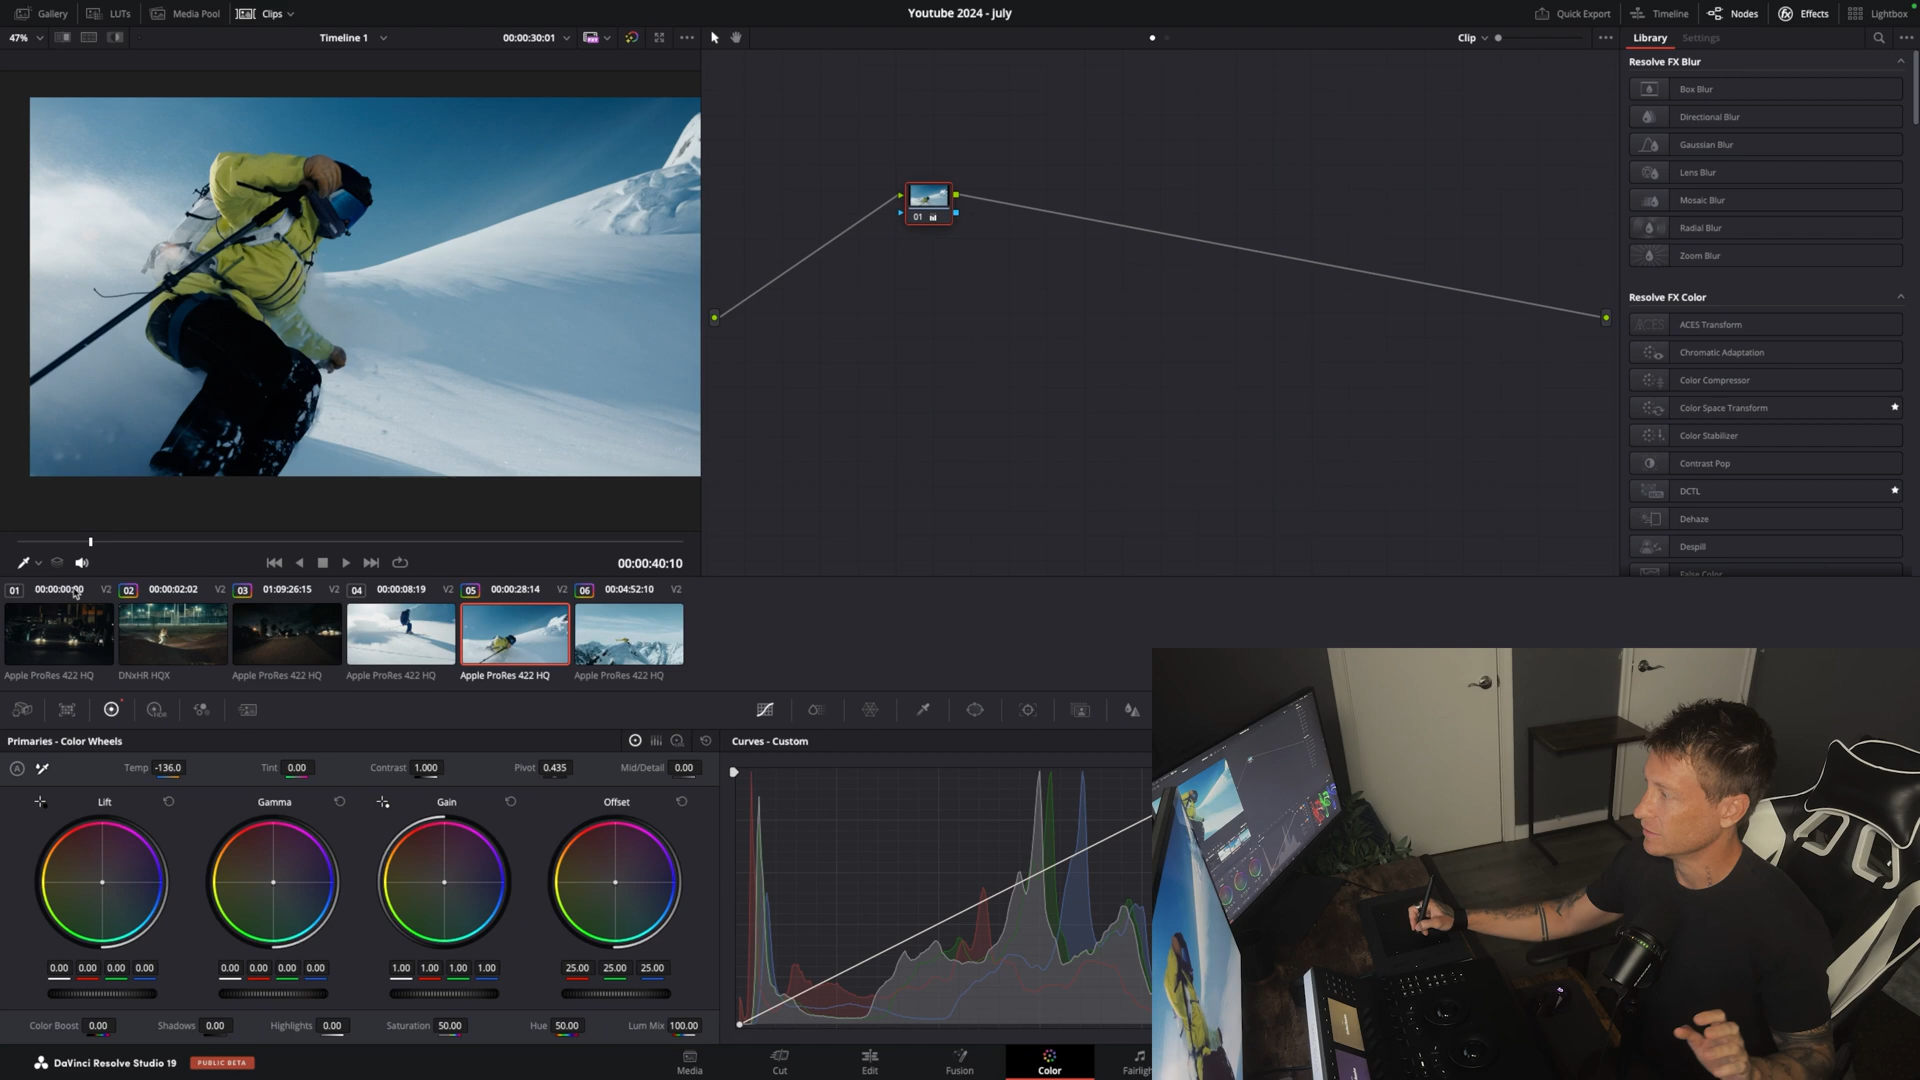 Gallery LUTs Media Pool Clips Youtube 2024 - july Quick Export Timeline Nodes Effects Lightbox
47% Timeline 1 00:00:30:01 Clip Library Settings
Resolve FX Blur
Box Blur
Directional Blur
Gaussian Blur
Lens Blur
Mosaic Blur
Radial Blur
Zoom Blur
01
Resolve FX Color
ACES Transform
Chromatic Adaptation
Color Compressor
Color Space Transform
Color Stabilizer
Contrast Pop
DCTL
Dehaze
Despill
False Color
00:00:40:10
01 00:00:00:00 V2 02 00:00:02:02 V2 03 01:09:26:15 V2 04 00:00:08:19 V2 05 00:00:28:14 V2 06 00:04:52:10 V2
Apple ProRes 422 HQ DNxHR HQX Apple ProRes 422 HQ Apple ProRes 422 HQ Apple ProRes 422 HQ Apple ProRes 422 HQ
Primaries - Color Wheels Curves - Custom
Temp -136.0 Tint 0.00 Contrast 1.000 Pivot 0.435 Mid/Detail 0.00
Lift Gamma Gain Offset
0.00 0.00 0.00 0.00 0.00 0.00 0.00 0.00 1.00 1.00 1.00 1.00 25.00 25.00 25.00
Color Boost 0.00 Shadows 0.00 Highlights 0.00 Saturation 50.00 Hue 50.00 Lum Mix 100.00
DaVinci Resolve Studio 19 PUBLIC BETA Media Cut Edit Fusion Color Fairligh